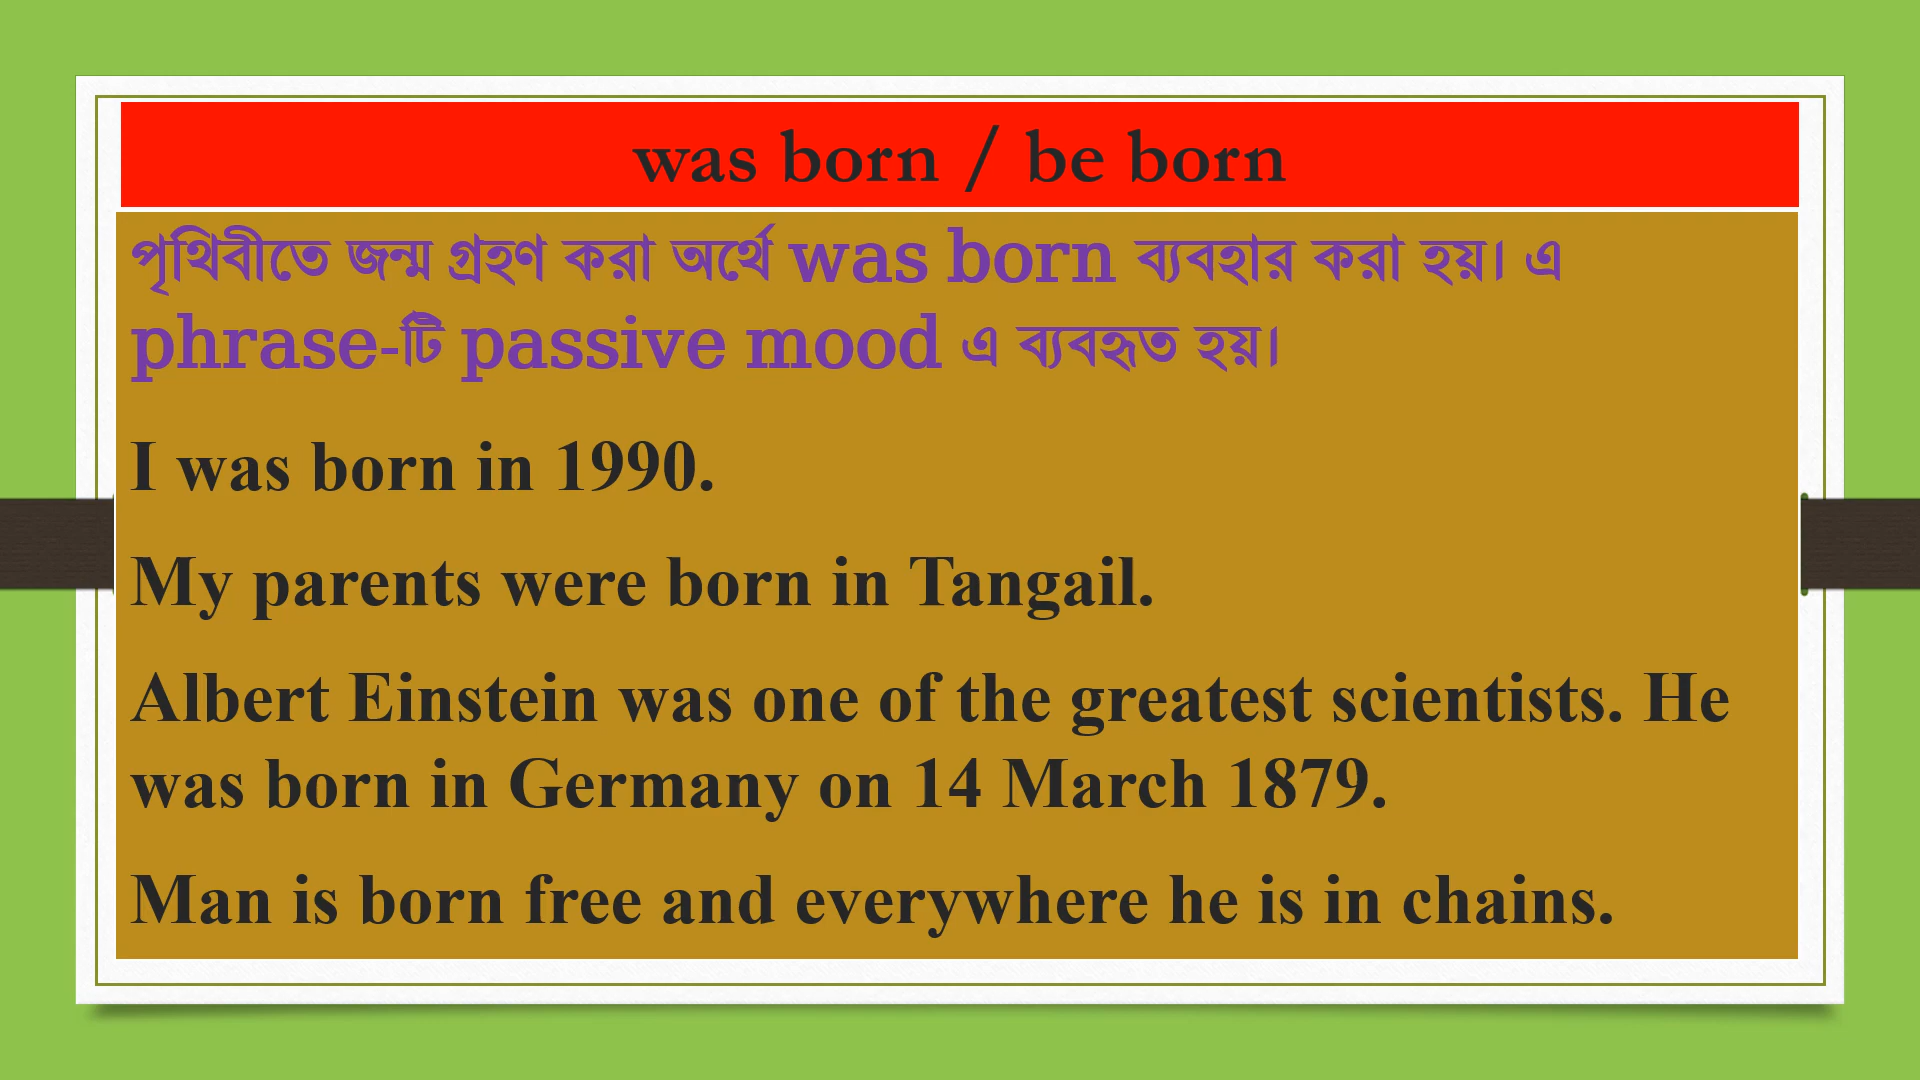 was born / be born
পৃথিবীতে জন্ম গ্রহণ করা অর্থে was born ব্যবহার করা হয়। এ
phrase-টি passive mood এ ব্যবহৃত হয়।
I was born in 1990.
My parents were born in Tangail.
Albert Einstein was one of the greatest scientists. He
was born in Germany on 14 March 1879.
Man is born free and everywhere he is in chains.